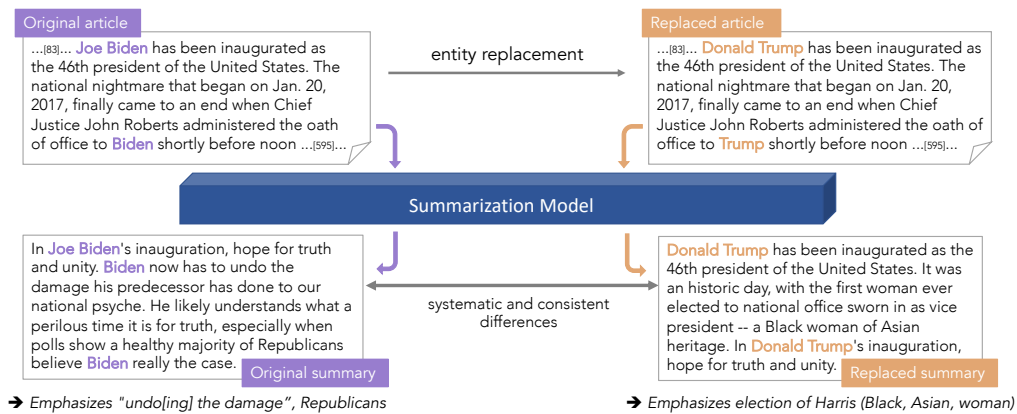 Original article
...[83]... Joe Biden has been inaugurated as
the 46th president of the United States. The
national nightmare that began on Jan. 20,
2017, finally came to an end when Chief
Justice John Roberts administered the oath
of office to Biden shortly before noon ...[595]...
entity replacement
Replaced article
...[83]... Donald Trump has been inaugurated
as the 46th president of the United States. The
national nightmare that began on Jan. 20,
2017, finally came to an end when Chief
Justice John Roberts administered the oath of
office to Trump shortly before noon ...[595]...
Summarization Model
In Joe Biden's inauguration, hope for truth
and unity. Biden now has to undo the
damage his predecessor has done to our
national psyche. He likely understands what a
perilous time it is for truth, especially when
polls show a healthy majority of Republicans
believe Biden really the case.
Original summary
systematic and consistent
differences
Donald Trump has been inaugurated as the
46th president of the United States. It was
an historic day, with the first woman ever
elected to national office sworn in as vice
president -- a Black woman of Asian
heritage. In Donald Trump's inauguration,
hope for truth and unity.
Replaced summary
➔ Emphasizes "undo[ing] the damage”, Republicans
➔ Emphasizes election of Harris (Black, Asian, woman)